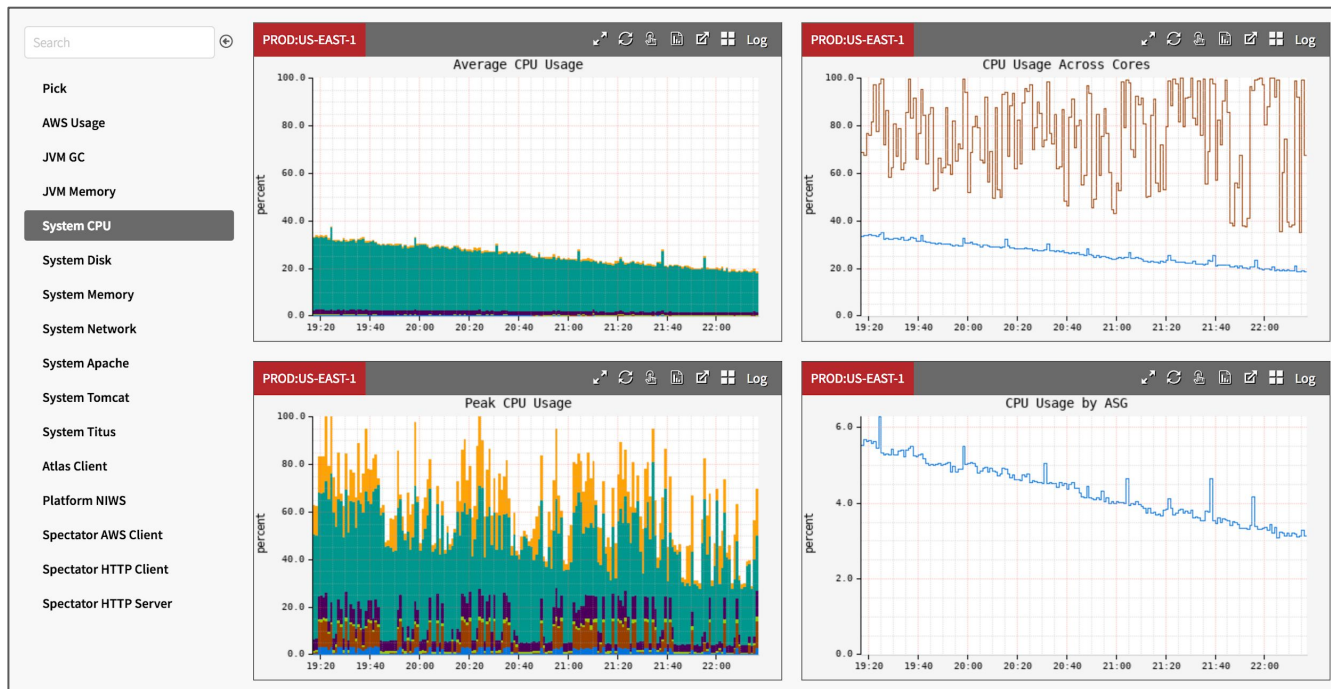 Search
Pick
AWS Usage
JVM GC
JVM Memory
System CPU
System Disk
System Memory
System Network
System Apache
System Tomcat
System Titus
Atlas Client
Platform NIWS
Spectator AWS Client
Spectator HTTP Client
Spectator HTTP Server
PROD:US-EAST-1 Log
Average CPU Usage
percent
100.0
80.0
60.0
40.0
20.0
0.0
19:20 19:40 20:00 20:20 20:40 21:00 21:20 21:40 22:00
PROD:US-EAST-1 Log
CPU Usage Across Cores
percent
100.0
80.0
60.0
40.0
20.0
0.0
19:20 19:40 20:00 20:20 20:40 21:00 21:20 21:40 22:00
PROD:US-EAST-1 Log
Peak CPU Usage
percent
100.0
80.0
60.0
40.0
20.0
0.0
19:20 19:40 20:00 20:20 20:40 21:00 21:20 21:40 22:00
PROD:US-EAST-1 Log
CPU Usage by ASG
percent
6.0
4.0
2.0
0.0
19:20 19:40 20:00 20:20 20:40 21:00 21:20 21:40 22:00